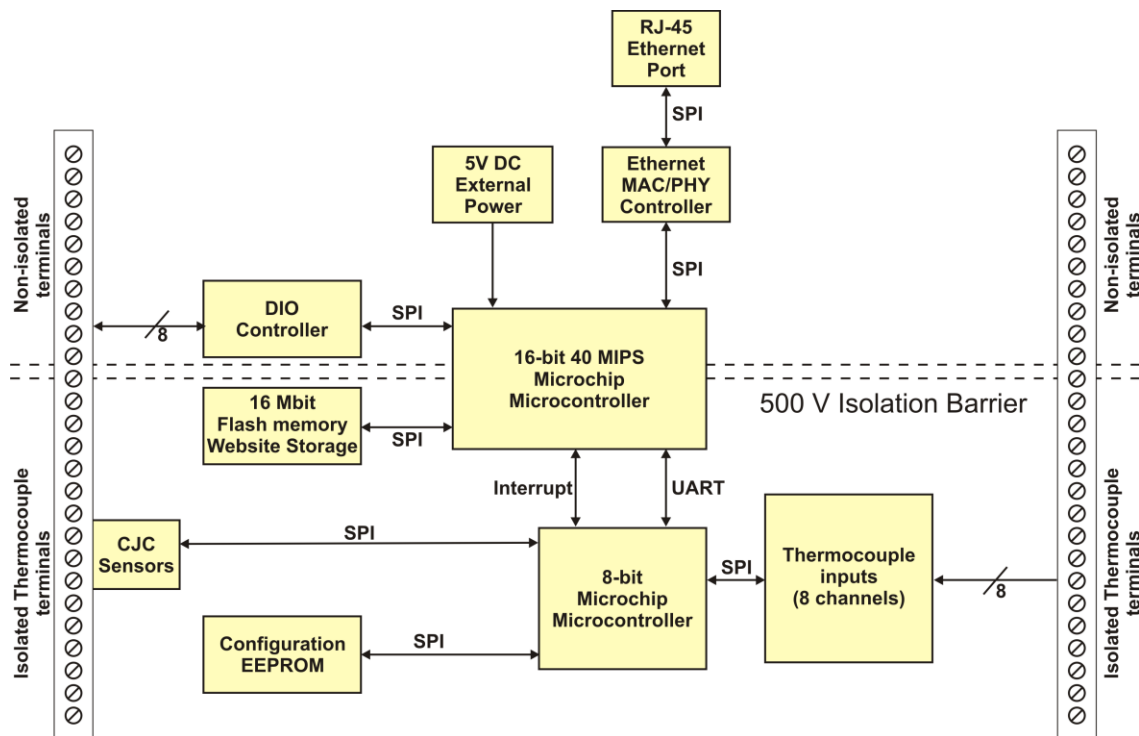 RJ-45
Ethernet
Port
SPI
5V DC
External
Power
Ethernet
MAC/PHY
Controller
SPI
Non-isolated
terminals
Non-isolated
terminals
DIO
Controller
SPI
8
16-bit 40 MIPS
Microchip
Microcontroller
500 V Isolation Barrier
16 Mbit
Flash memory
Website Storage
SPI
Interrupt
UART
Isolated Thermocouple
terminals
Isolated Thermocouple
terminals
CJC
Sensors
SPI
8-bit
Microchip
Microcontroller
SPI
Thermocouple
inputs
(8 channels)
8
Configuration
EEPROM
SPI